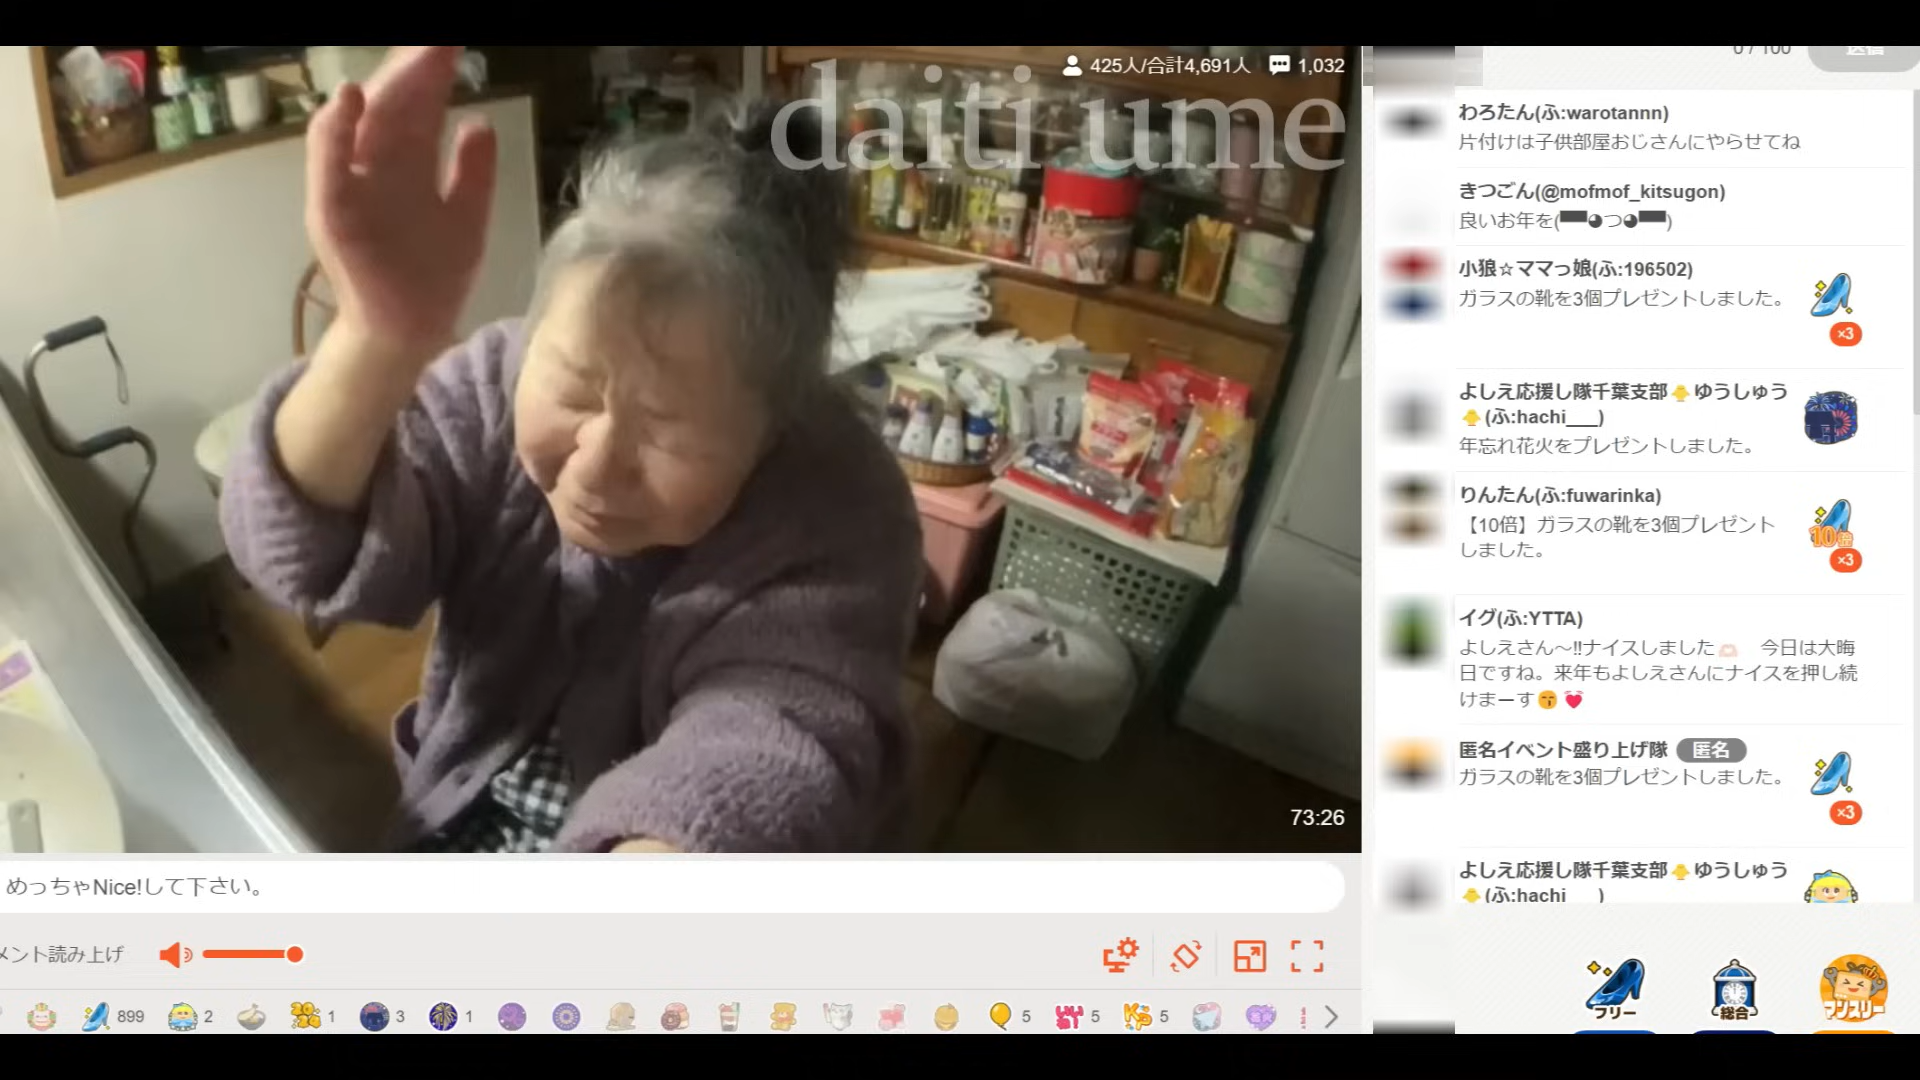 425人/合計4,691人 1,032
daiti ume
73:26
めっちゃNice!して下さい。
メント読み上げ
899
2
1
3
1
5
5
5
0 / 100
送信
わろたん(ふ:warotannn)
片付けは子供部屋おじさんにやらせてね
きつごん(@mofmof_kitsugon)
良いお年を(▀▀◕つ◕▀▀)
小狼☆ママっ娘(ふ:196502)
ガラスの靴を3個プレゼントしました。
×3
よしえ応援し隊千葉支部🐥ゆうしゅう
🐥(ふ:hachi___)
年忘れ花火をプレゼントしました。
りんたん(ふ:fuwarinka)
【10倍】ガラスの靴を3個プレゼント
しました。
10倍
×3
イグ(ふ:YTTA)
よしえさん〜‼ナイスしました🫶🏻 今日は大晦
日ですね。来年もよしえさんにナイスを押し続
けまーす😙💓
匿名イベント盛り上げ隊 匿名
ガラスの靴を3個プレゼントしました。
×3
よしえ応援し隊千葉支部🐥ゆうしゅう
🐥(ふ:hachi___)
フリー
総合
マンスリー